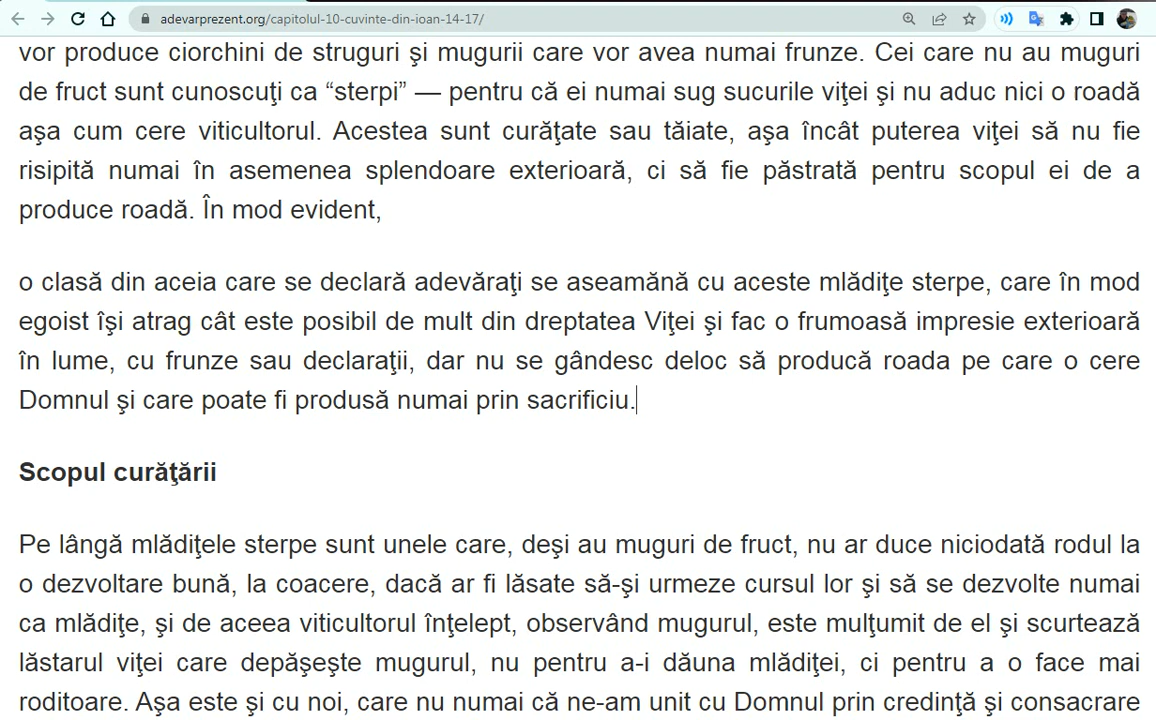 adevarprezent.org/capitolul-10-cuvinte-din-ioan-14-17/
vor produce ciorchini de struguri şi mugurii care vor avea numai frunze. Cei care nu au muguri
de fruct sunt cunoscuţi ca “sterpi” — pentru că ei numai sug sucurile viţei şi nu aduc nici o roadă
aşa cum cere viticultorul. Acestea sunt curăţate sau tăiate, aşa încât puterea viţei să nu fie
risipită numai în asemenea splendoare exterioară, ci să fie păstrată pentru scopul ei de a
produce roadă. În mod evident,
o clasă din aceia care se declară adevăraţi se aseamănă cu aceste mlădiţe sterpe, care în mod
egoist îşi atrag cât este posibil de mult din dreptatea Viţei şi fac o frumoasă impresie exterioară
în lume, cu frunze sau declaraţii, dar nu se gândesc deloc să producă roada pe care o cere
Domnul şi care poate fi produsă numai prin sacrificiu.
Scopul curăţării
Pe lângă mlădiţele sterpe sunt unele care, deşi au muguri de fruct, nu ar duce niciodată rodul la
o dezvoltare bună, la coacere, dacă ar fi lăsate să-şi urmeze cursul lor şi să se dezvolte numai
ca mlădiţe, şi de aceea viticultorul înţelept, observând mugurul, este mulţumit de el şi scurtează
lăstarul viţei care depăşeşte mugurul, nu pentru a-i dăuna mlădiţei, ci pentru a o face mai
roditoare. Aşa este şi cu noi, care nu numai că ne-am unit cu Domnul prin credinţă şi consacrare